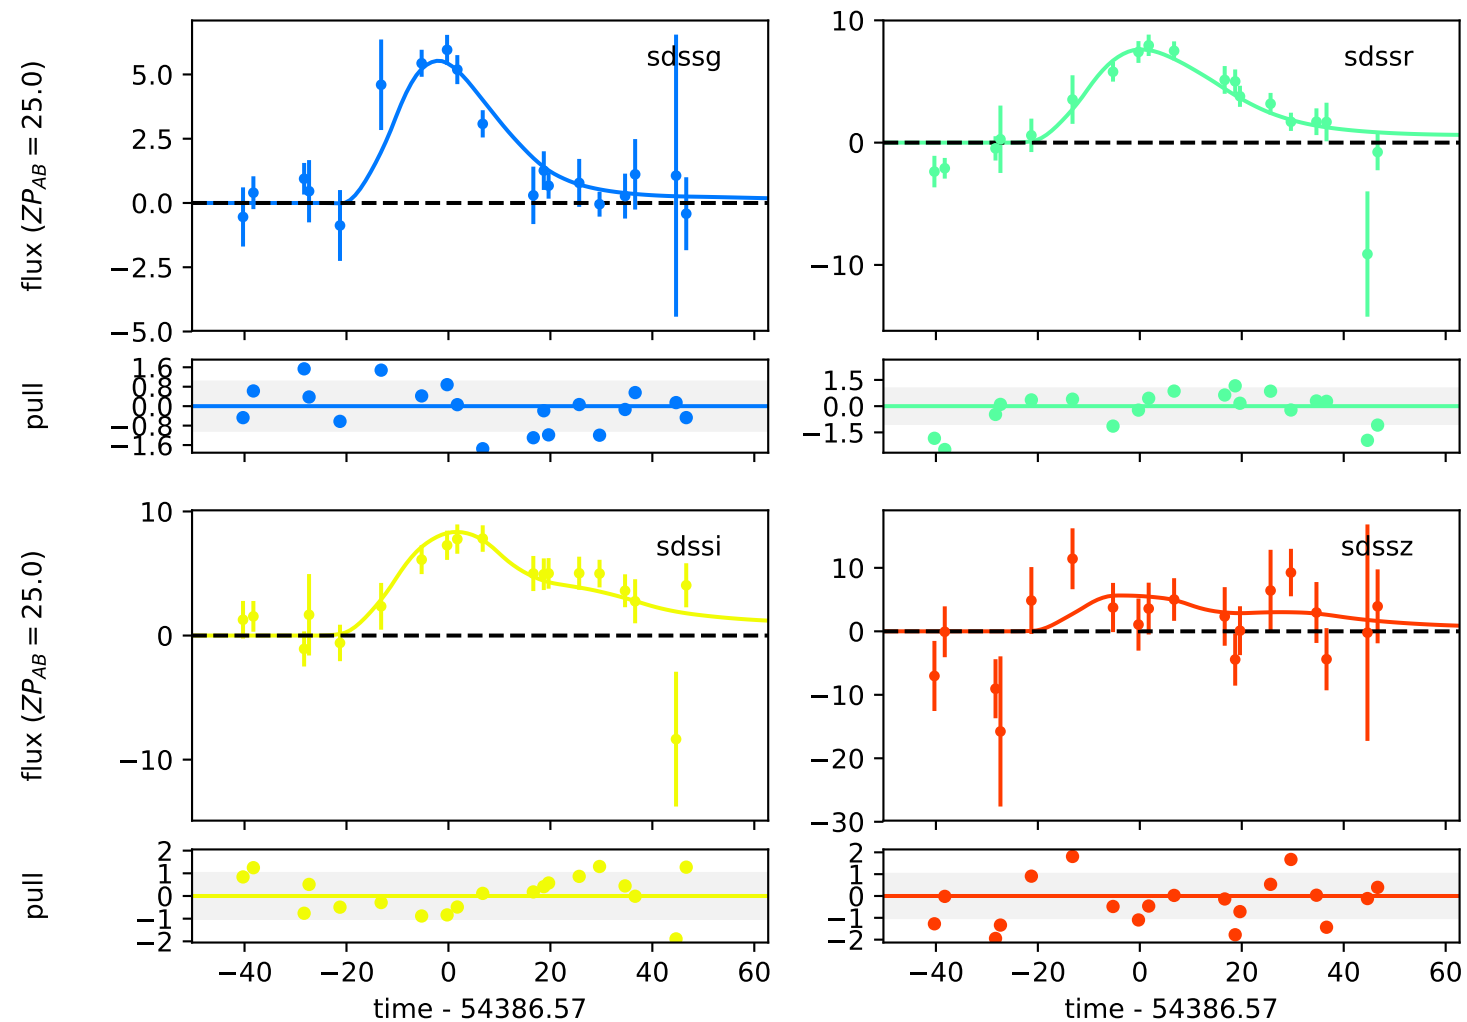 flux (ZP_AB = 25.0)
5.0
2.5
0.0
−2.5
−5.0
sdssg
10
0
−10
sdssr
pull
1.6
0.8
0.0
−0.8
−1.6
1.5
0.0
−1.5
flux (ZP_AB = 25.0)
10
0
−10
sdssi
10
0
−10
−20
−30
sdssz
pull
2
1
0
−1
−2
2
1
0
−1
−2
−40 −20 0 20 40 60
−40 −20 0 20 40 60
time - 54386.57
time - 54386.57